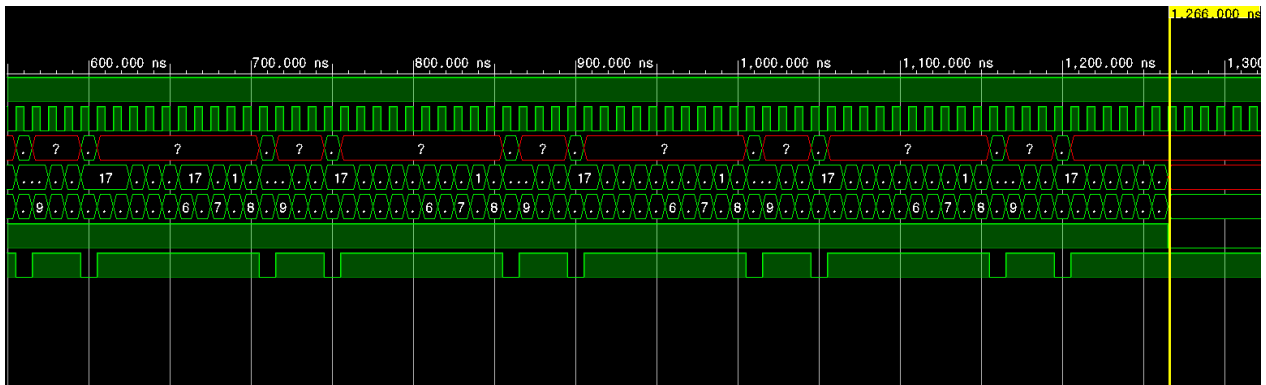 1,266.000 ns
600.000 ns 700.000 ns 800.000 ns 900.000 ns 1,000.000 ns 1,100.000 ns 1,200.000 ns 1,300
. ? . ? . ? . ? . ? . ? . ? . ? . ? .
... . . 17 . . . 17 . 1. ... . . 17 . . . . . . . 1. ... . . 17 . . . . . . . 1. ... . . 17 . . . . . . . 1. ... . . 17 . . . . .
. 9 . . . . . . . . 6 . 7 . 8 . 9 . . . . . . . . 6 . 7 . 8 . 9 . . . . . . . . 6 . 7 . 8 . 9 . . . . . . . . 6 . 7 . 8 . 9 . . . . . . . . .